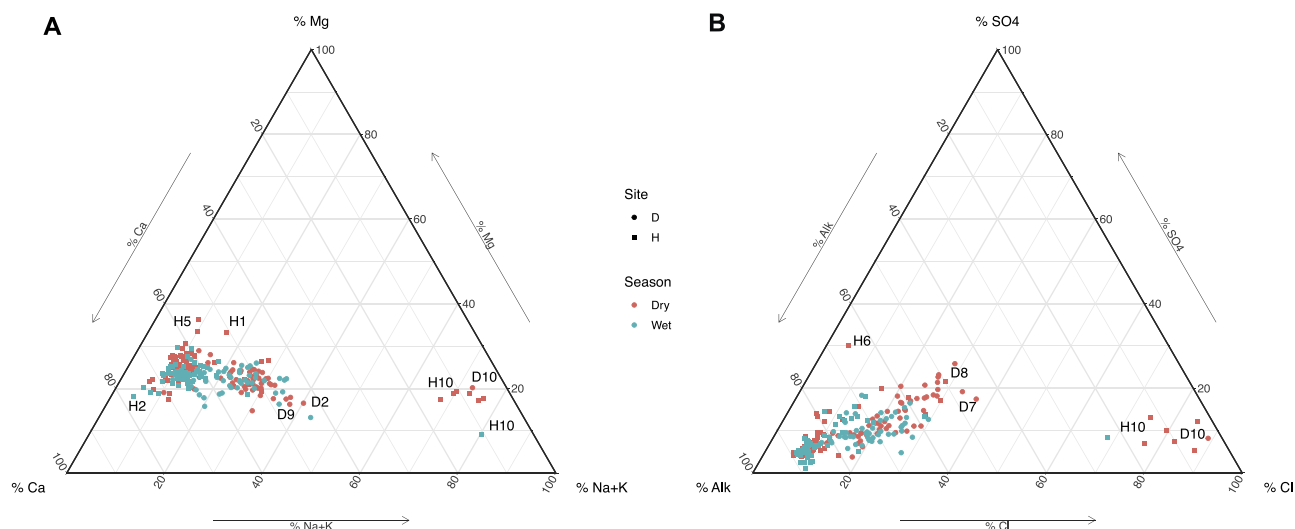 A
% Mg
100
20
80
40
60
60
40
80
20
100
20
40
60
80
100
% Ca
% Mg
% Na+K
% Ca
% Na+K
H5
H1
H2
D9
D2
H10
D10
H10
Site
D
H
Season
Dry
Wet
B
% SO4
100
20
80
40
60
60
40
80
20
100
20
40
60
80
100
% Alk
% SO4
% Cl
% Alk
% Cl
H6
D8
D7
H10
D10